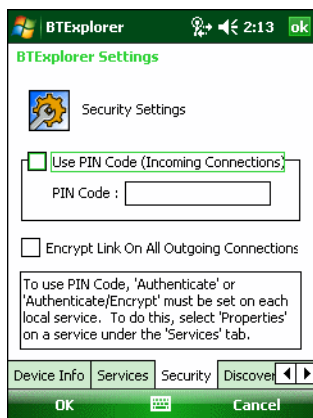 BTExplorer 2:13 ok
BTExplorer Settings
Security Settings
Use PIN Code (Incoming Connections)
PIN Code :
Encrypt Link On All Outgoing Connections
To use PIN Code, 'Authenticate' or
'Authenticate/Encrypt' must be set on each
local service. To do this, select 'Properties'
on a service under the 'Services' tab.
Device Info Services Security Discover
OK Cancel